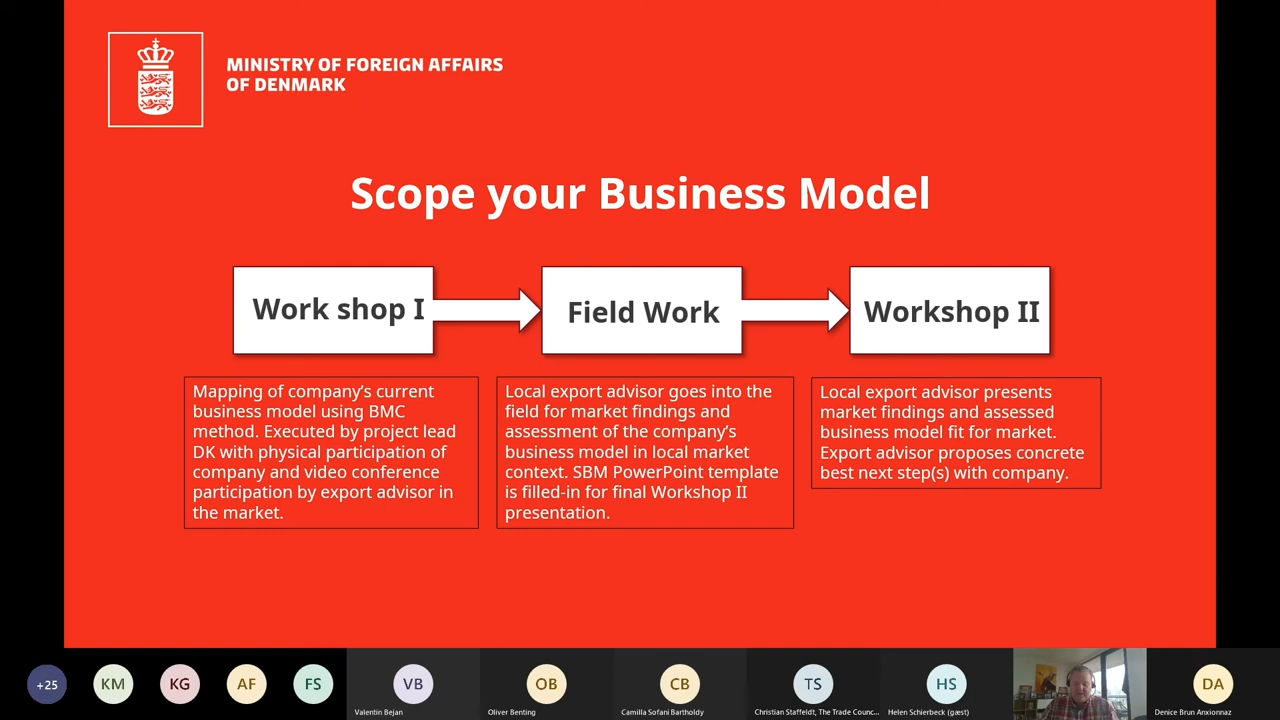 MINISTRY OF FOREIGN AFFAIRS
OF DENMARK
Scope your Business Model
Work shop I
Field Work
Workshop II
Mapping of company's current
business model using BMC
method. Executed by project lead
DK with physical participation of
company and video conference
participation by export advisor in
the market.
Local export advisor goes into the
field for market findings and
assessment of the company's
business model in local market
context. SBM PowerPoint template
is filled-in for final Workshop II
presentation.
Local export advisor presents
market findings and assessed
business model fit for market.
Export advisor proposes concrete
best next step(s) with company.
+25
KM
KG
AF
FS
VB
OB
CB
TS
HS
DA
Valentin Bejan
Oliver Benting
Camilla Sofani Bartholdy
Christian Staffeldt, The Trade Counc...
Helen Schierbeck (gæst)
Denice Brun Anxionnaz